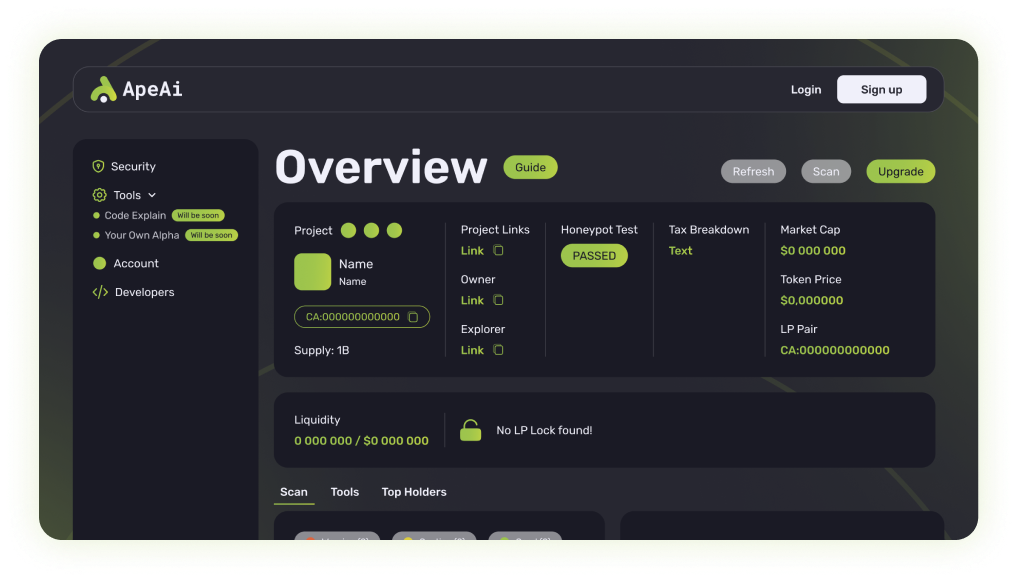 ApeAi
Login
Sign up
Security
Tools
Code Explain
Will be soon
Your Own Alpha
Will be soon
Account
Developers
Overview
Guide
Refresh
Scan
Upgrade
Project
Name
Name
CA:000000000000
Supply: 1B
Project Links
Link
Owner
Link
Explorer
Link
Honeypot Test
PASSED
Tax Breakdown
Text
Market Cap
$0 000 000
Token Price
$0,000000
LP Pair
CA:000000000000
Liquidity
0 000 000 / $0 000 000
No LP Lock found!
Scan
Tools
Top Holders